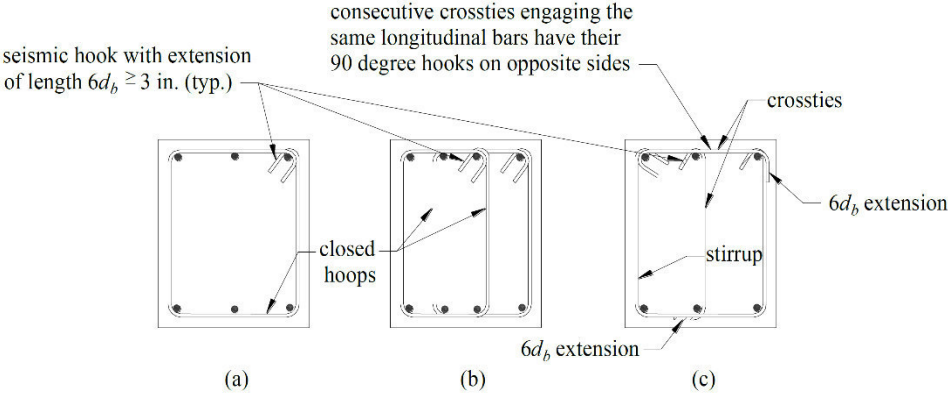 consecutive crossties engaging the
same longitudinal bars have their
90 degree hooks on opposite sides
seismic hook with extension
of length 6d_b ≥ 3 in. (typ.)
crossties
6d_b extension
closed
hoops
stirrup
6d_b extension
(a)
(b)
(c)